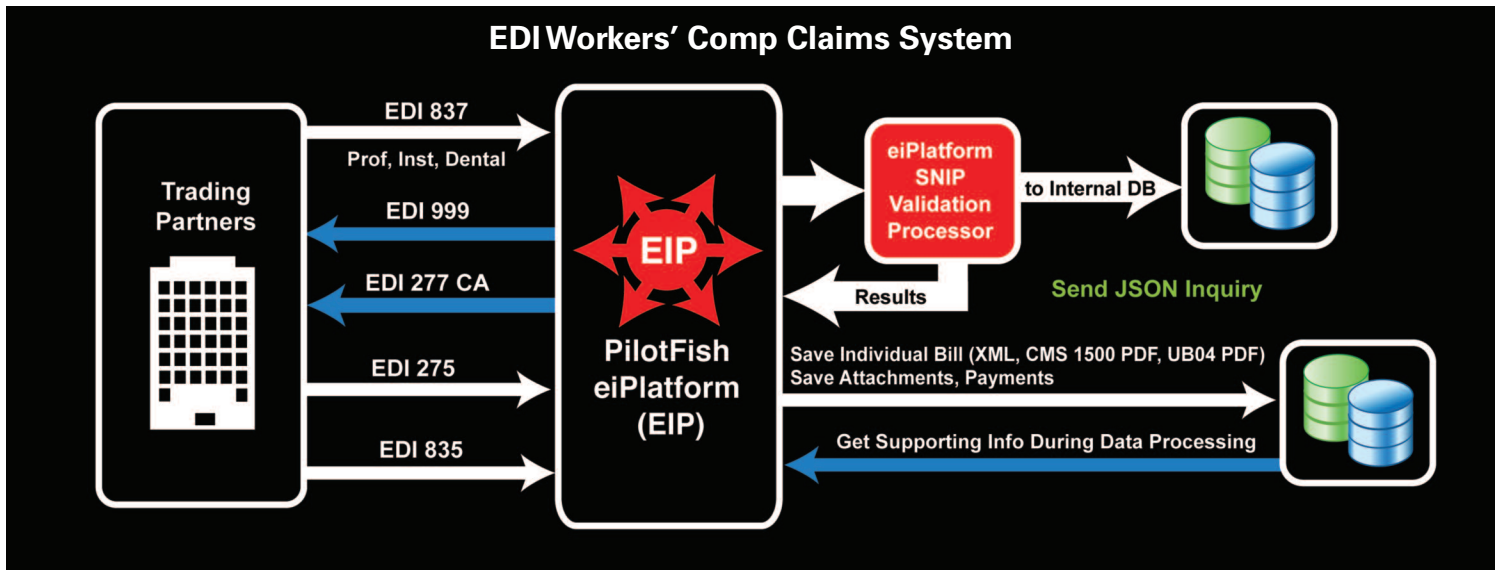 EDI Workers' Comp Claims System
EDI 837
Prof, Inst, Dental
Trading
Partners
EDI 999
EDI 277 CA
EDI 275
EDI 835
EIP
PilotFish
eiPlatform
(EIP)
eiPlatform
SNIP
Validation
Processor
to Internal DB
Results
Send JSON Inquiry
Save Individual Bill (XML, CMS 1500 PDF, UB04 PDF)
Save Attachments, Payments
Get Supporting Info During Data Processing